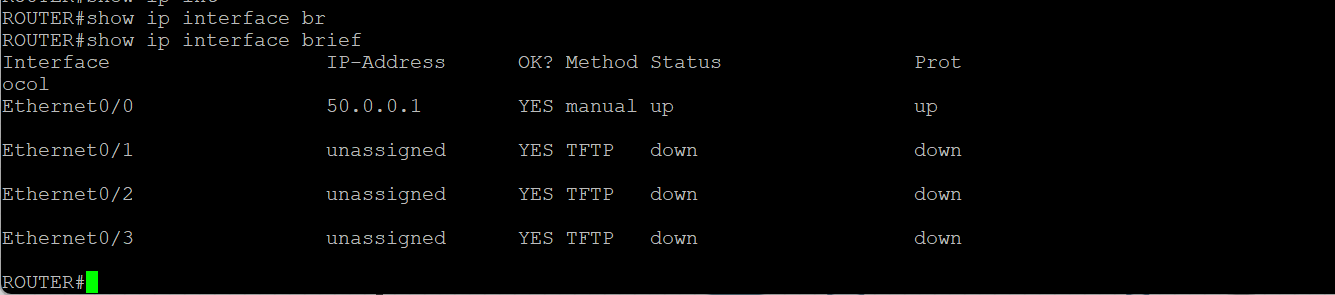 ROUTER#show ip interface br
ROUTER#show ip interface brief
Interface                  IP-Address      OK? Method Status                Prot
ocol
Ethernet0/0                50.0.0.1        YES manual up                    up
Ethernet0/1                unassigned      YES TFTP   down                  down
Ethernet0/2                unassigned      YES TFTP   down                  down
Ethernet0/3                unassigned      YES TFTP   down                  down
ROUTER#